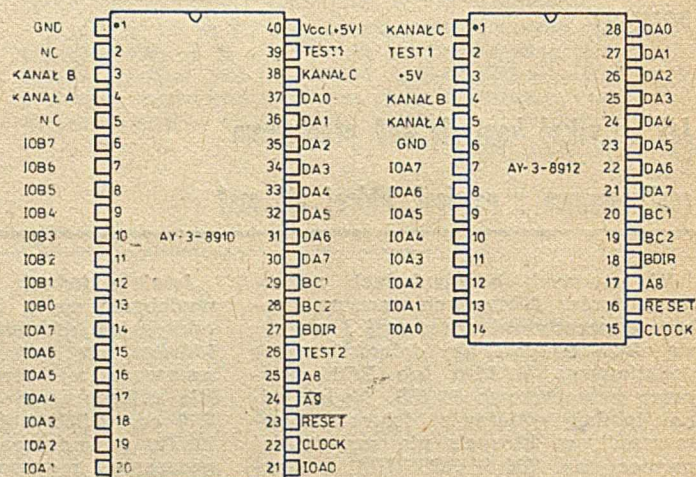 GND •1 40 Vcc(+5V)
NC 2 39 TEST1
KANAŁ B 3 38 KANAŁ C
KANAŁ A 4 37 DA0
NC 5 36 DA1
IOB7 6 35 DA2
IOB6 7 34 DA3
IOB5 8 33 DA4
IOB4 9 32 DA5
IOB3 10 AY-3-8910 31 DA6
IOB2 11 30 DA7
IOB1 12 29 BC1
IOB0 13 28 BC2
IOA7 14 27 BDIR
IOA6 15 26 TEST2
IOA5 16 25 A8
IOA4 17 24 A9
IOA3 18 23 RESET
IOA2 19 22 CLOCK
IOA1 20 21 IOA0
KANAŁ C •1 28 DA0
TEST1 2 27 DA1
+5V 3 26 DA2
KANAŁ B 4 25 DA3
KANAŁ A 5 24 DA4
GND 6 23 DA5
IOA7 7 AY-3-8912 22 DA6
IOA6 8 21 DA7
IOA5 9 20 BC1
IOA4 10 19 BC2
IOA3 11 18 BDIR
IOA2 12 17 A8
IOA1 13 16 RESET
IOA0 14 15 CLOCK